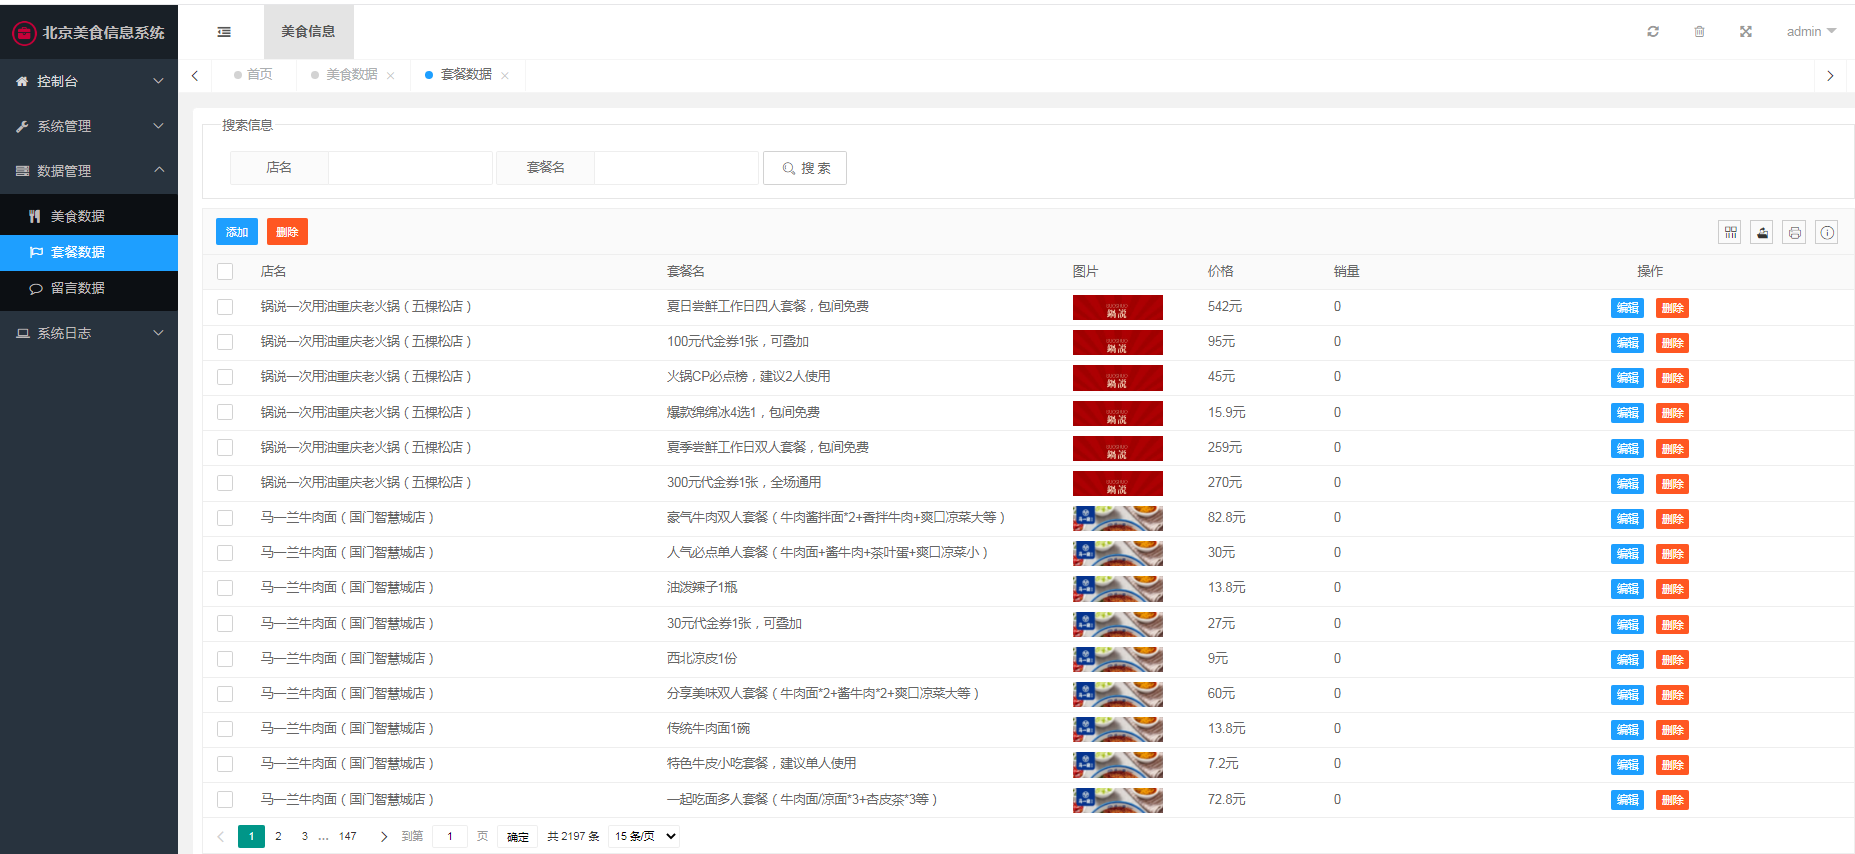 北京美食信息系统
美食信息
admin
控制台
系统管理
数据管理
美食数据
套餐数据
留言数据
系统日志
首页 美食数据 套餐数据
搜索信息
店名 套餐名 搜 索
添加 删除
店名 套餐名 图片 价格 销量 操作
锅说一次用油重庆老火锅（五棵松店） 夏日尝鲜工作日四人套餐，包间免费 鍋說 542元 0 编辑 删除
锅说一次用油重庆老火锅（五棵松店） 100元代金券1张，可叠加 鍋說 95元 0 编辑 删除
锅说一次用油重庆老火锅（五棵松店） 火锅CP必点榜，建议2人使用 鍋說 45元 0 编辑 删除
锅说一次用油重庆老火锅（五棵松店） 爆款绵绵冰4选1，包间免费 鍋說 15.9元 0 编辑 删除
锅说一次用油重庆老火锅（五棵松店） 夏季尝鲜工作日双人套餐，包间免费 鍋說 259元 0 编辑 删除
锅说一次用油重庆老火锅（五棵松店） 300元代金券1张，全场通用 鍋說 270元 0 编辑 删除
马一兰牛肉面（国门智慧城店） 豪气牛肉双人套餐（牛肉酱拌面*2+香拌牛肉+爽口凉菜大等） 82.8元 0 编辑 删除
马一兰牛肉面（国门智慧城店） 人气必点单人套餐（牛肉面+酱牛肉+茶叶蛋+爽口凉菜小） 30元 0 编辑 删除
马一兰牛肉面（国门智慧城店） 油泼辣子1瓶 13.8元 0 编辑 删除
马一兰牛肉面（国门智慧城店） 30元代金券1张，可叠加 27元 0 编辑 删除
马一兰牛肉面（国门智慧城店） 西北凉皮1份 9元 0 编辑 删除
马一兰牛肉面（国门智慧城店） 分享美味双人套餐（牛肉面*2+酱牛肉*2+爽口凉菜大等） 60元 0 编辑 删除
马一兰牛肉面（国门智慧城店） 传统牛肉面1碗 13.8元 0 编辑 删除
马一兰牛肉面（国门智慧城店） 特色牛皮小吃套餐，建议单人使用 7.2元 0 编辑 删除
马一兰牛肉面（国门智慧城店） 一起吃面多人套餐（牛肉面/凉面*3+杏皮茶*3等） 72.8元 0 编辑 删除
1 2 3 … 147 到第 1 页 确定 共 2197 条 15 条/页